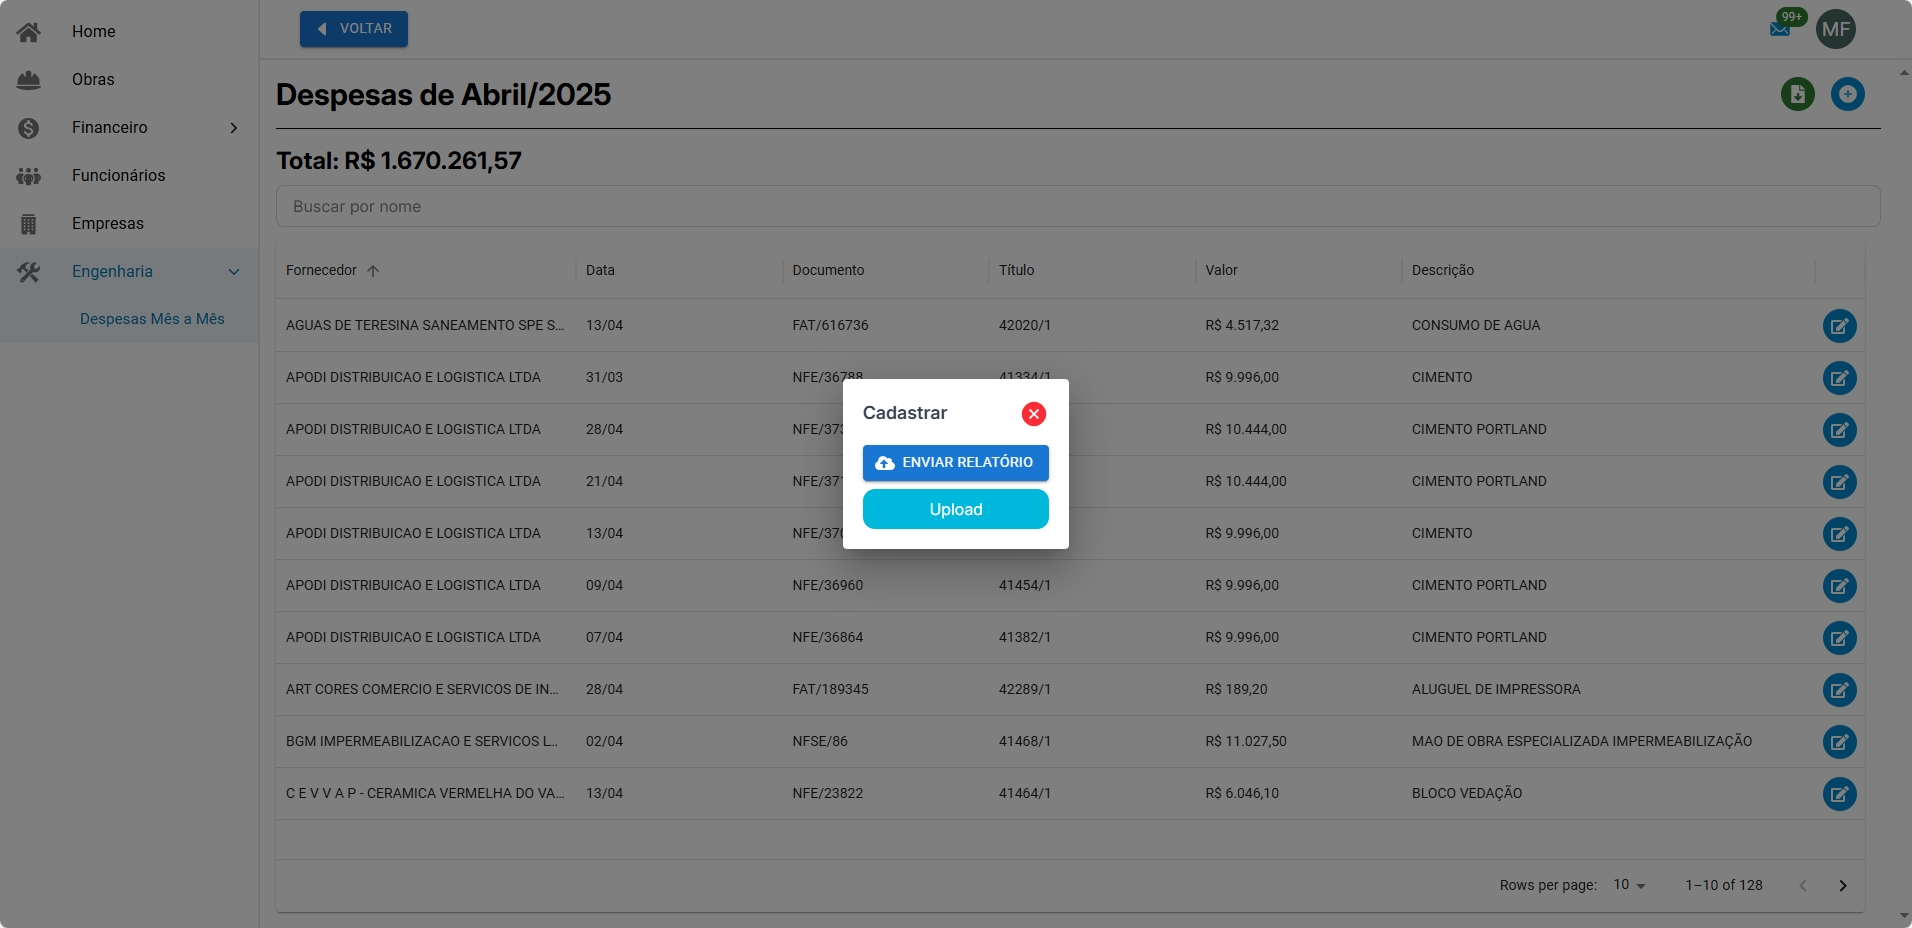 Home
VOLTAR
99+
MF
Obras
Financeiro
Funcionários
Empresas
Engenharia
Despesas Mês a Mês
Despesas de Abril/2025
Total: R$ 1.670.261,57
Buscar por nome
Fornecedor Data Documento Título Valor Descrição
AGUAS DE TERESINA SANEAMENTO SPE S... 13/04 FAT/616736 42020/1 R$ 4.517,32 CONSUMO DE AGUA
APODI DISTRIBUICAO E LOGISTICA LTDA 31/03 NFE/36788 41334/1 R$ 9.996,00 CIMENTO
APODI DISTRIBUICAO E LOGISTICA LTDA 28/04 R$ 10.444,00 CIMENTO PORTLAND
APODI DISTRIBUICAO E LOGISTICA LTDA 21/04 R$ 10.444,00 CIMENTO PORTLAND
APODI DISTRIBUICAO E LOGISTICA LTDA 13/04 R$ 9.996,00 CIMENTO
APODI DISTRIBUICAO E LOGISTICA LTDA 09/04 NFE/36960 41454/1 R$ 9.996,00 CIMENTO PORTLAND
APODI DISTRIBUICAO E LOGISTICA LTDA 07/04 NFE/36864 41382/1 R$ 9.996,00 CIMENTO PORTLAND
ART CORES COMERCIO E SERVICOS DE IN... 28/04 FAT/189345 42289/1 R$ 189,20 ALUGUEL DE IMPRESSORA
BGM IMPERMEABILIZACAO E SERVICOS L... 02/04 NFSE/86 41468/1 R$ 11.027,50 MAO DE OBRA ESPECIALIZADA IMPERMEABILIZAÇÃO
C E V V A P - CERAMICA VERMELHA DO VA... 13/04 NFE/23822 41464/1 R$ 6.046,10 BLOCO VEDAÇÃO
Rows per page: 10 1–10 of 128
Cadastrar
ENVIAR RELATÓRIO
Upload